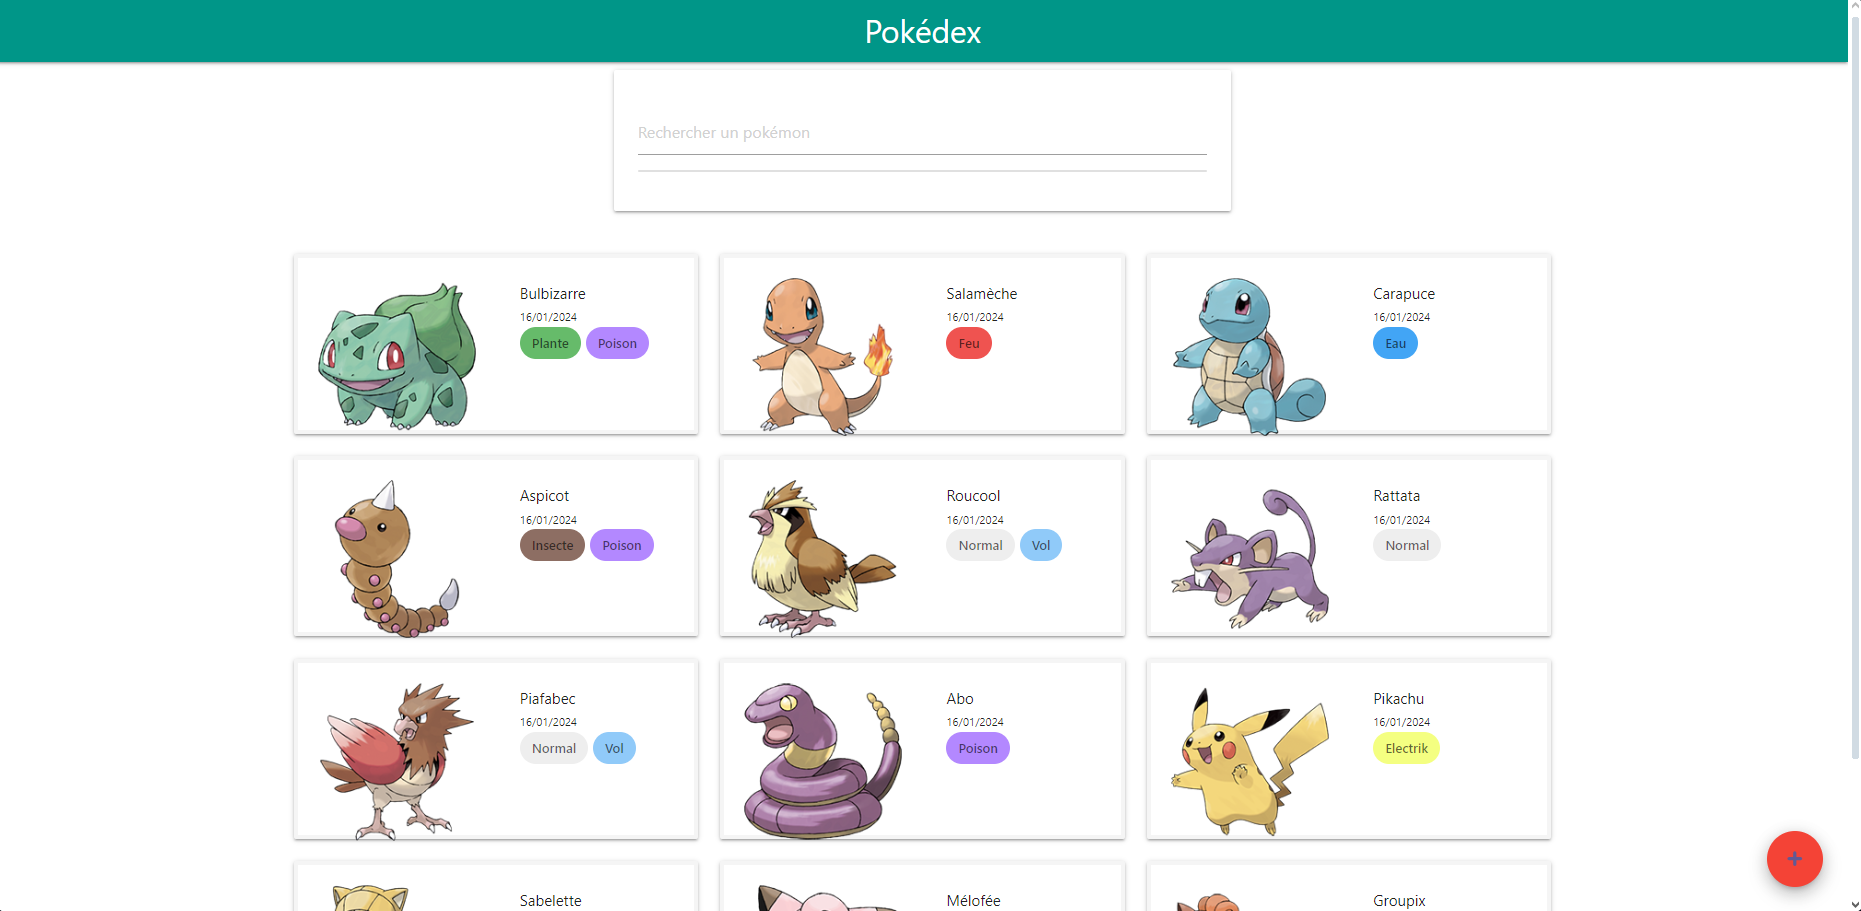 Pokédex
Rechercher un pokémon
Bulbizarre
16/01/2024
Plante Poison
Salamèche
16/01/2024
Feu
Carapuce
16/01/2024
Eau
Aspicot
16/01/2024
Insecte Poison
Roucool
16/01/2024
Normal Vol
Rattata
16/01/2024
Normal
Piafabec
16/01/2024
Normal Vol
Abo
16/01/2024
Poison
Pikachu
16/01/2024
Electrik
+
Sabelette
Mélofée
Groupix